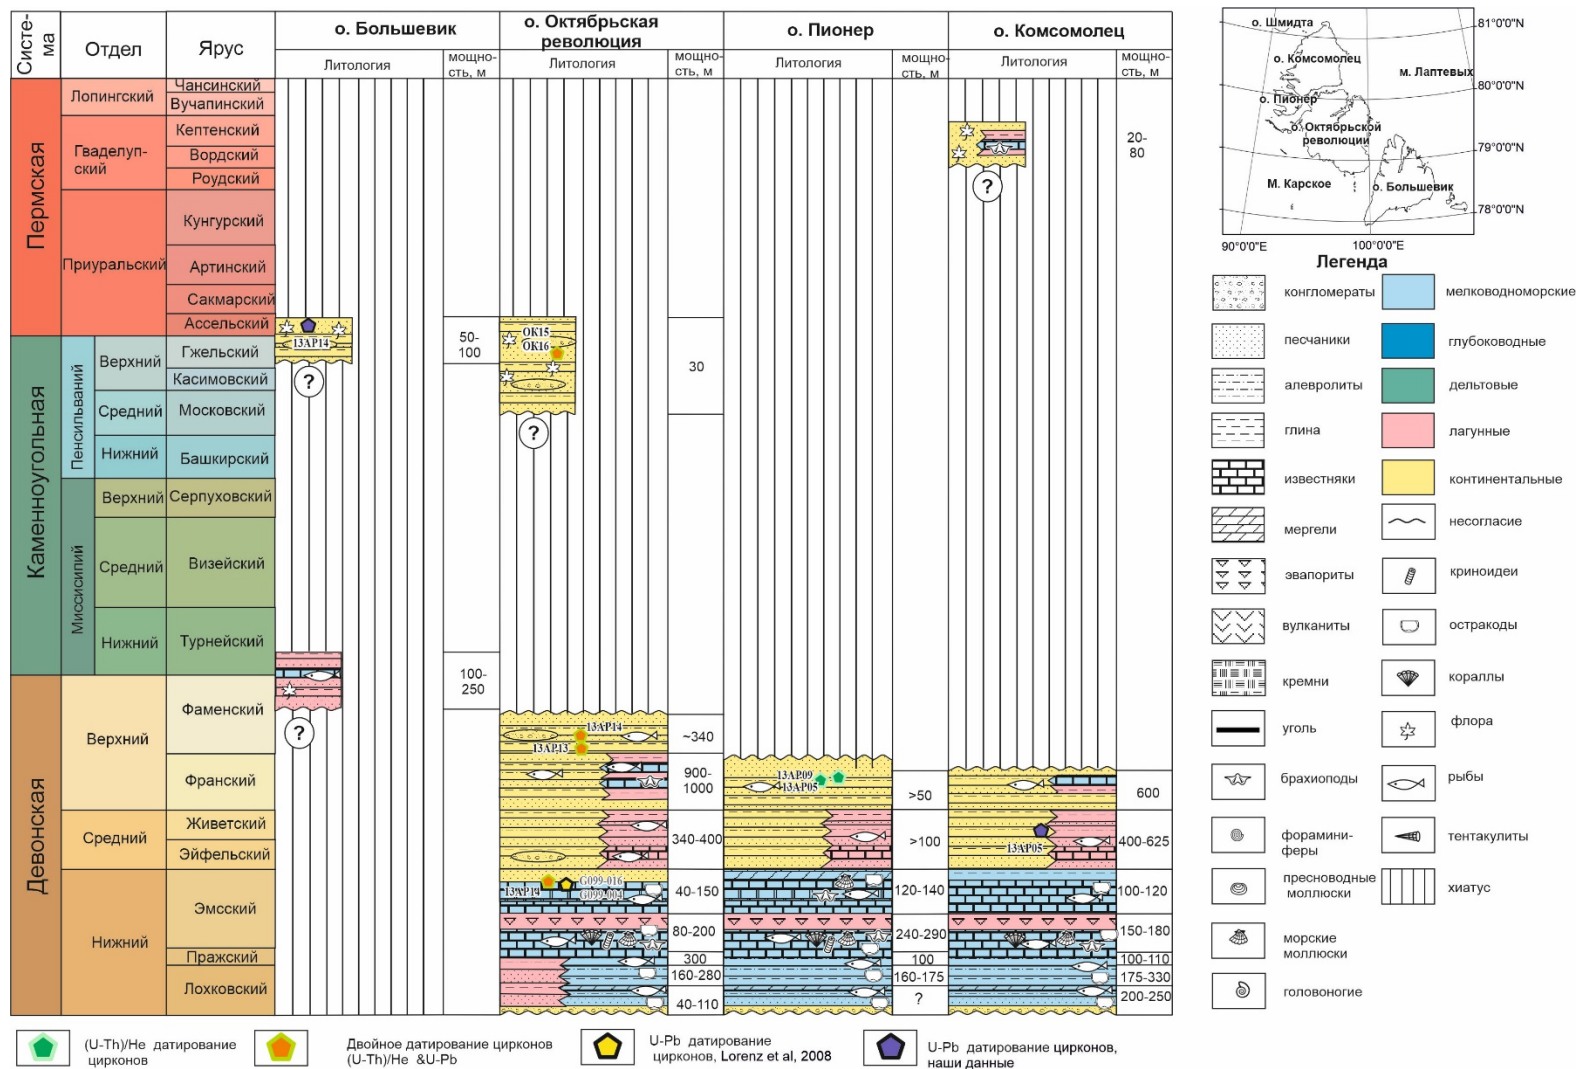 Систе-
ма
Отдел
Ярус
о. Большевик
о. Октябрьская
революция
о. Пионер
о. Комсомолец
Литология
мощно-
сть, м
Литология
мощно-
сть, м
Литология
мощно-
сть, м
Литология
мощно-
сть, м
Пермская
Лопингский
Чансинский
Вучапинский
Гваделуп-
ский
Кептенский
Вордский
Роудский
Приуральский
Кунгурский
Артинский
Сакмарский
Ассельский
Каменноугольная
Пенсильваний
Верхний
Гжельский
Касимовский
Средний
Московский
Нижний
Башкирский
Миссисипий
Верхний
Серпуховский
Средний
Визейский
Нижний
Турнейский
Девонская
Верхний
Фаменский
Франский
Средний
Живетский
Эйфельский
Нижний
Эмсский
Пражский
Лохковский
13АР14
?
50-
100
100-
250
?
ОК15
ОК16
?
30
13АР14
13АР13
~340
900-
1000
340-400
13АР14
G099-016
G099-004
40-150
80-200
300
160-280
40-110
13АР09
13АР05
>50
>100
120-140
240-290
100
160-175
?
?
20-
80
600
13АР05
400-625
100-120
150-180
100-110
175-330
200-250
о. Шмидта
о. Комсомолец
м. Лаптевых
о. Пионер
о. Октябрьской
революции
М. Карское
о. Большевик
81°0'0"N
80°0'0"N
79°0'0"N
78°0'0"N
90°0'0"E
100°0'0"E
Легенда
конгломераты
мелководноморские
песчаники
глубоководные
алевролиты
дельтовые
глина
лагунные
известняки
континентальные
мергели
несогласие
эвапориты
криноидеи
вулканиты
остракоды
кремни
кораллы
уголь
флора
брахиоподы
рыбы
форамини-
феры
тентакулиты
пресноводные
моллюски
хиатус
морские
моллюски
головоногие
(U-Th)/He датирование
цирконов
Двойное датирование цирконов
(U-Th)/He &U-Pb
U-Pb датирование
цирконов, Lorenz et al, 2008
U-Pb датирование цирконов,
наши данные